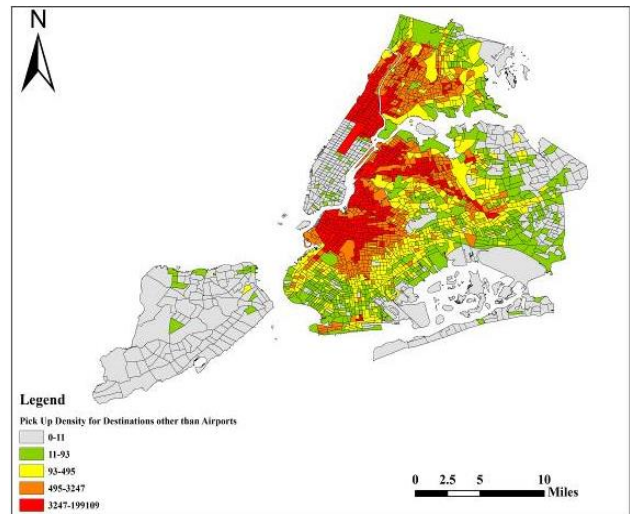 N
Legend
Pick Up Density for Destinations other than Airports
0-11
11-93
93-495
495-3247
3247-199109
0 2.5 5 10
Miles